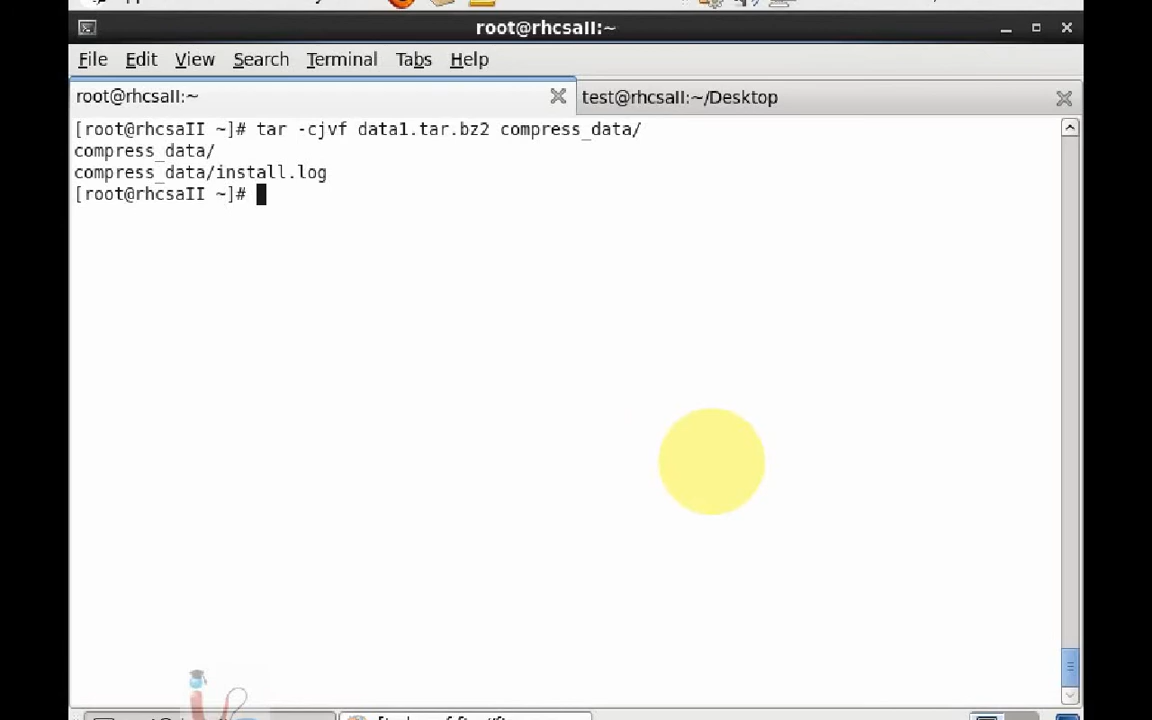 root@rhcsaII:~
File Edit View Search Terminal Tabs Help
root@rhcsaII:~
test@rhcsaII:~/Desktop
[root@rhcsaII ~]# tar -cjvf data1.tar.bz2 compress_data/
compress_data/
compress_data/install.log
[root@rhcsaII ~]#